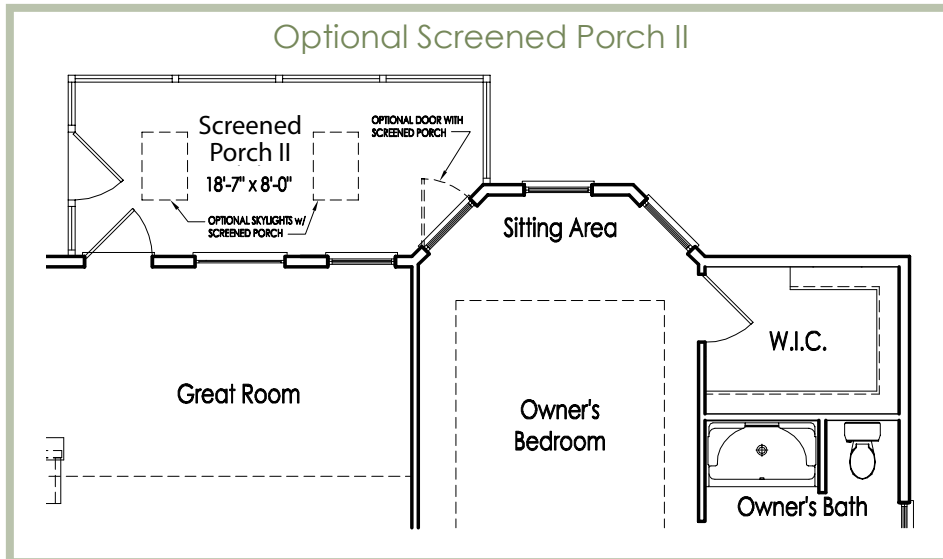 Optional Screened Porch II
Screened
Porch II
18'-7" x 8'-0"
OPTIONAL DOOR WITH
SCREENED PORCH
OPTIONAL SKYLIGHTS w/
SCREENED PORCH
Sitting Area
W.I.C.
Great Room
Owner's
Bedroom
Owner's Bath